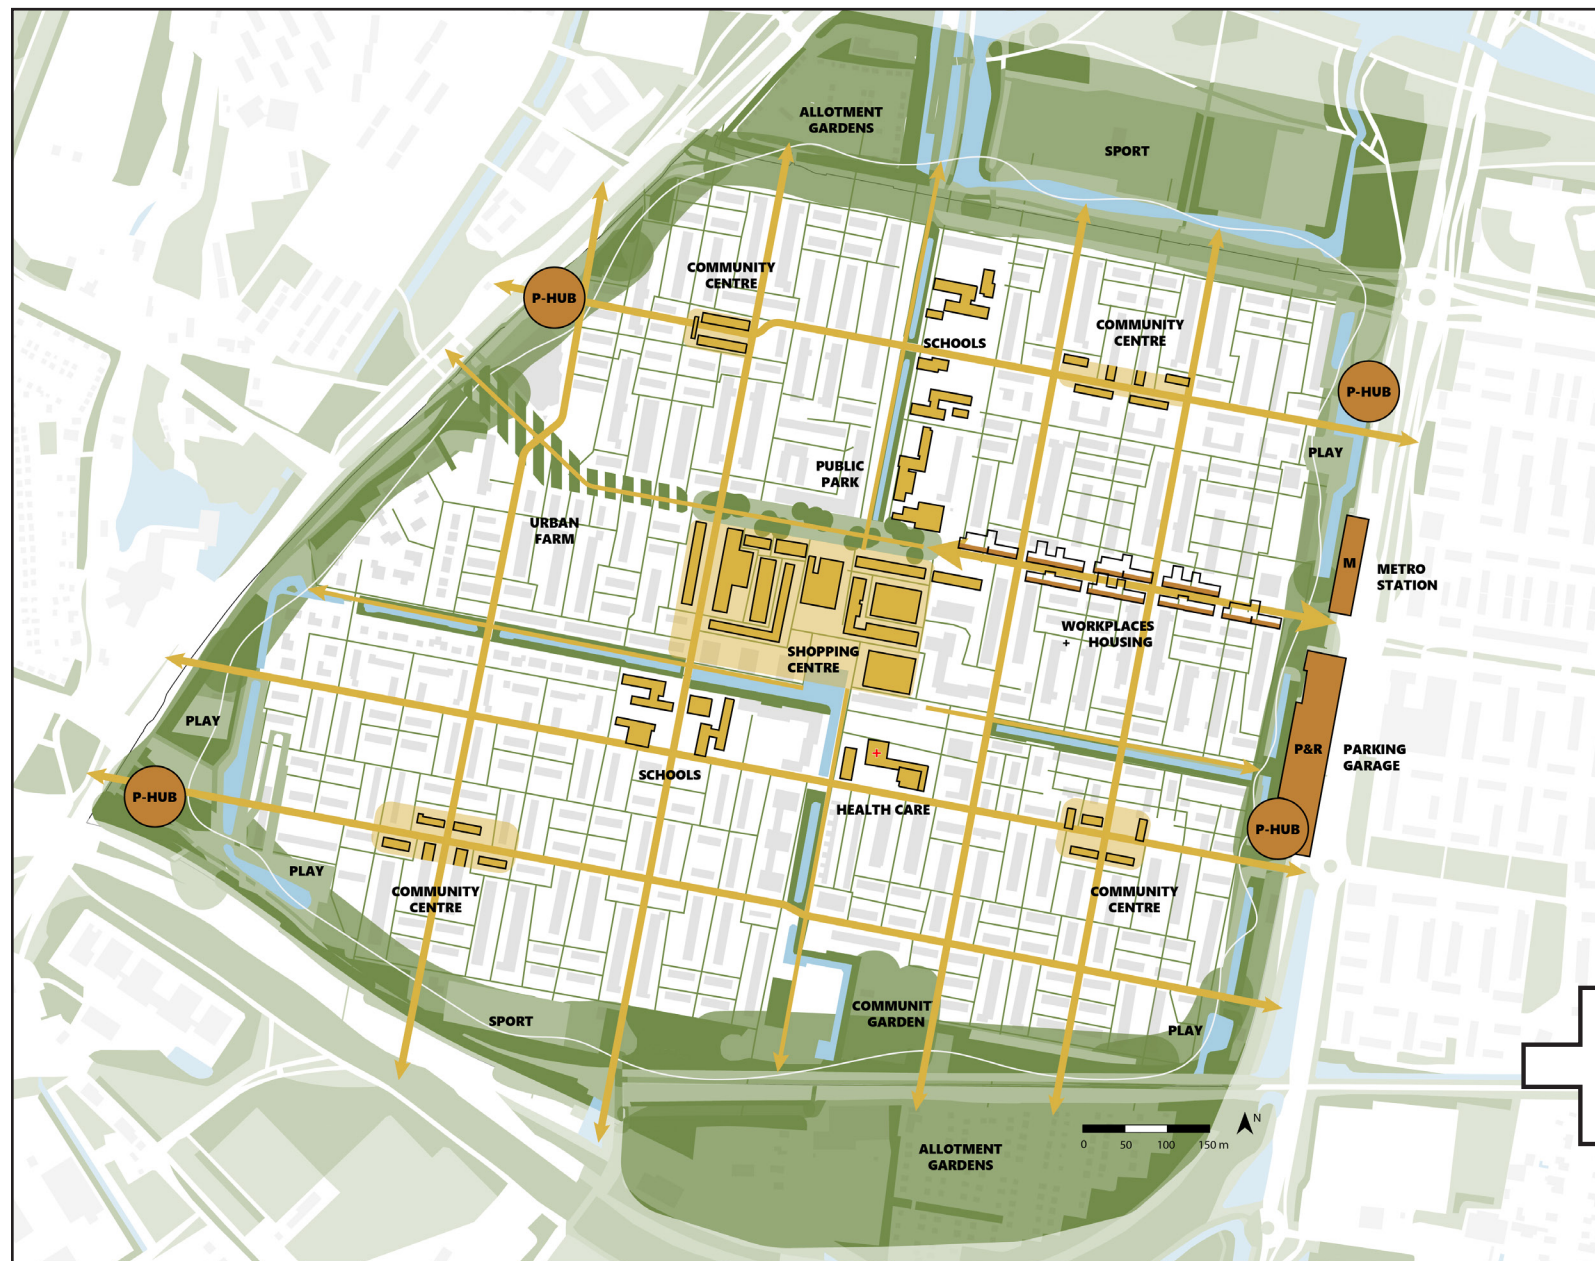 ALLOTMENT
GARDENS
SPORT
COMMUNITY
CENTRE
P-HUB
COMMUNITY
CENTRE
SCHOOLS
P-HUB
PLAY
PUBLIC
PARK
URBAN
FARM
M
METRO
STATION
WORKPLACES
+ HOUSING
SHOPPING
CENTRE
PLAY
SCHOOLS
P&R
PARKING
GARAGE
P-HUB
HEALTH CARE
P-HUB
PLAY
COMMUNITY
CENTRE
COMMUNITY
CENTRE
COMMUNIT
GARDEN
SPORT
PLAY
N
0 50 100 150 m
ALLOTMENT
GARDENS